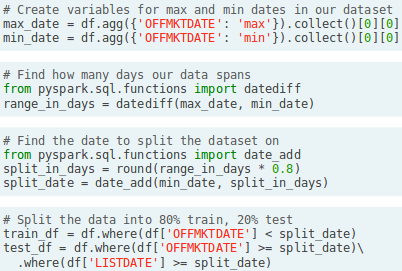 # Create variables for max and min dates in our dataset
max_date = df.agg({'OFFMKTDATE': 'max'}).collect()[0][0]
min_date = df.agg({'OFFMKTDATE': 'min'}).collect()[0][0]
# Find how many days our data spans
from pyspark.sql.functions import datediff
range_in_days = datediff(max_date, min_date)
# Find the date to split the dataset on
from pyspark.sql.functions import date_add
split_in_days = round(range_in_days * 0.8)
split_date = date_add(min_date, split_in_days)
# Split the data into 80% train, 20% test
train_df = df.where(df['OFFMKTDATE'] < split_date)
test_df = df.where(df['OFFMKTDATE'] >= split_date)\
  .where(df['LISTDATE'] >= split_date)